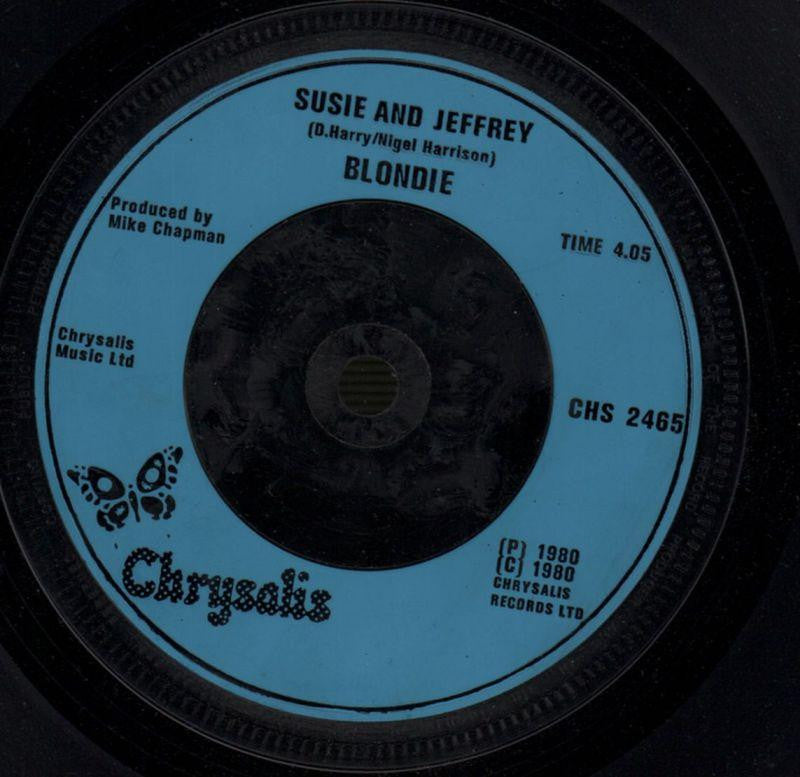 SUSIE AND JEFFREY
(D.Harry/Nigel Harrison)
BLONDIE
Produced by
Mike Chapman
TIME 4.05
Chrysalis
Music Ltd
CHS 2465
Chrysalis
(P) 1980
(C) 1980
CHRYSALIS
RECORDS LTD